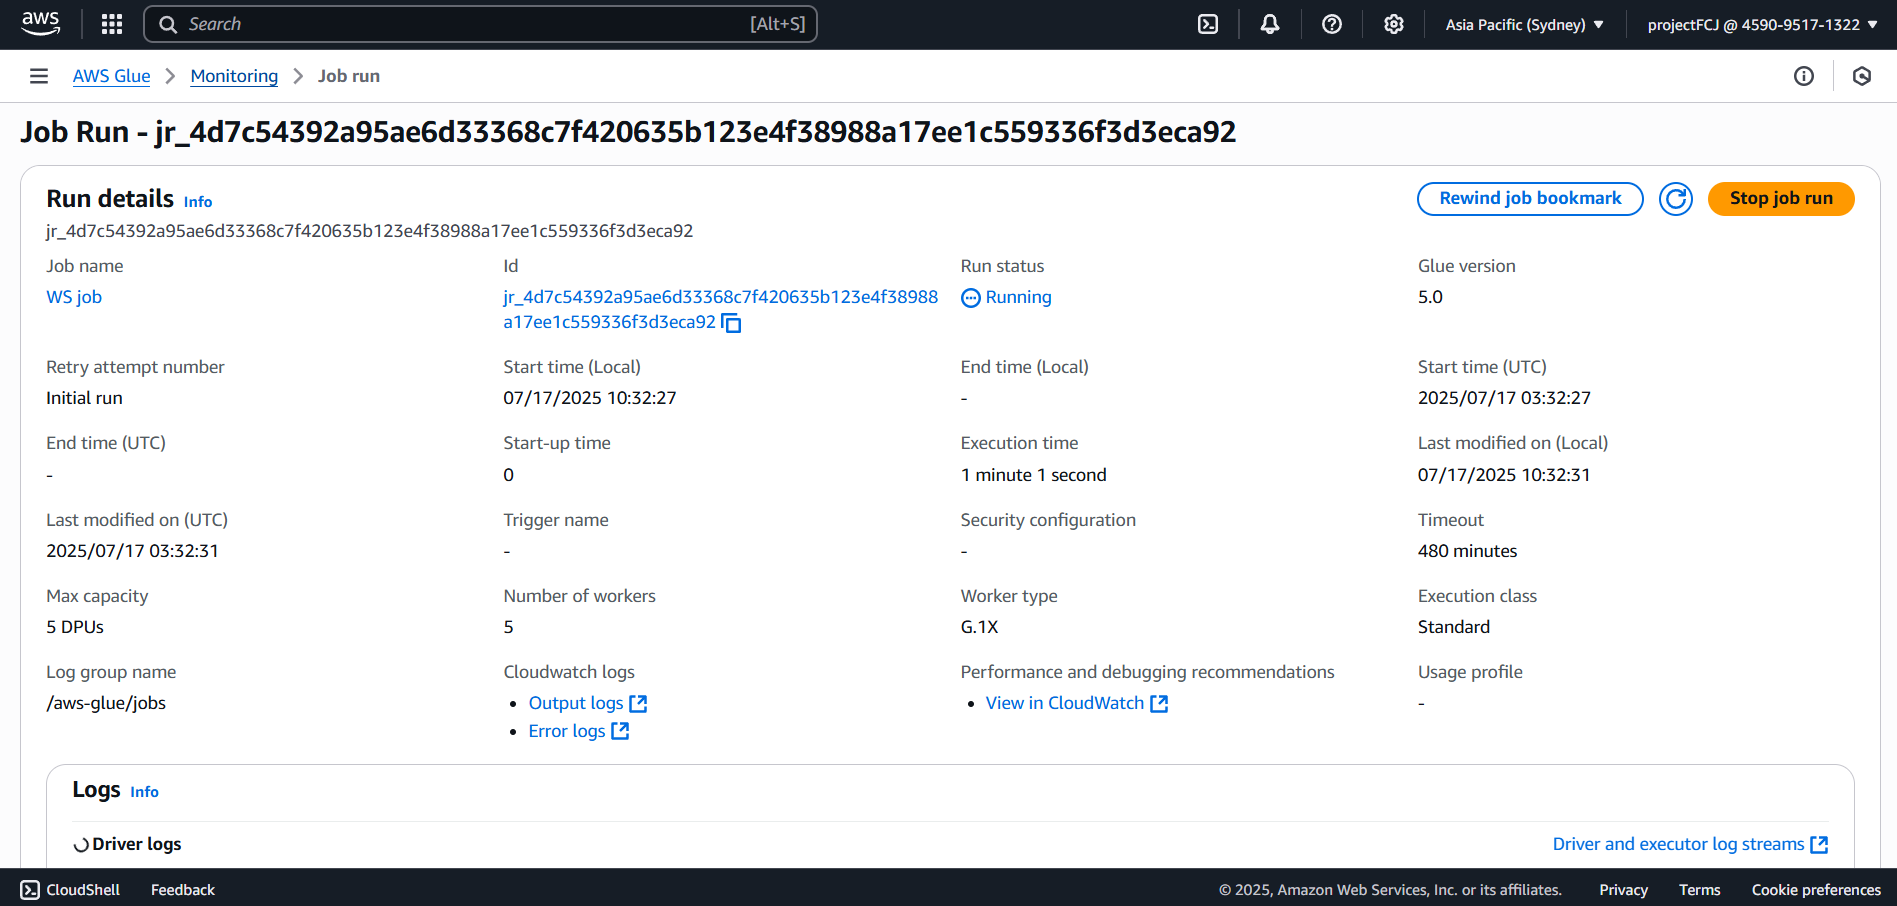 aws
Search
[Alt+S]
Asia Pacific (Sydney)
projectFCJ @ 4590-9517-1322
AWS Glue
Monitoring
Job run
Job Run - jr_4d7c54392a95ae6d33368c7f420635b123e4f38988a17ee1c559336f3d3eca92
Run details Info
Rewind job bookmark
Stop job run
jr_4d7c54392a95ae6d33368c7f420635b123e4f38988a17ee1c559336f3d3eca92
Job name
WS job
Id
jr_4d7c54392a95ae6d33368c7f420635b123e4f38988
a17ee1c559336f3d3eca92
Run status
Running
Glue version
5.0
Retry attempt number
Initial run
Start time (Local)
07/17/2025 10:32:27
End time (Local)
-
Start time (UTC)
2025/07/17 03:32:27
End time (UTC)
-
Start-up time
0
Execution time
1 minute 1 second
Last modified on (Local)
07/17/2025 10:32:31
Last modified on (UTC)
2025/07/17 03:32:31
Trigger name
-
Security configuration
-
Timeout
480 minutes
Max capacity
5 DPUs
Number of workers
5
Worker type
G.1X
Execution class
Standard
Log group name
/aws-glue/jobs
Cloudwatch logs
Output logs
Error logs
Performance and debugging recommendations
View in CloudWatch
Usage profile
-
Logs Info
Driver logs
Driver and executor log streams
CloudShell
Feedback
© 2025, Amazon Web Services, Inc. or its affiliates.
Privacy
Terms
Cookie preferences